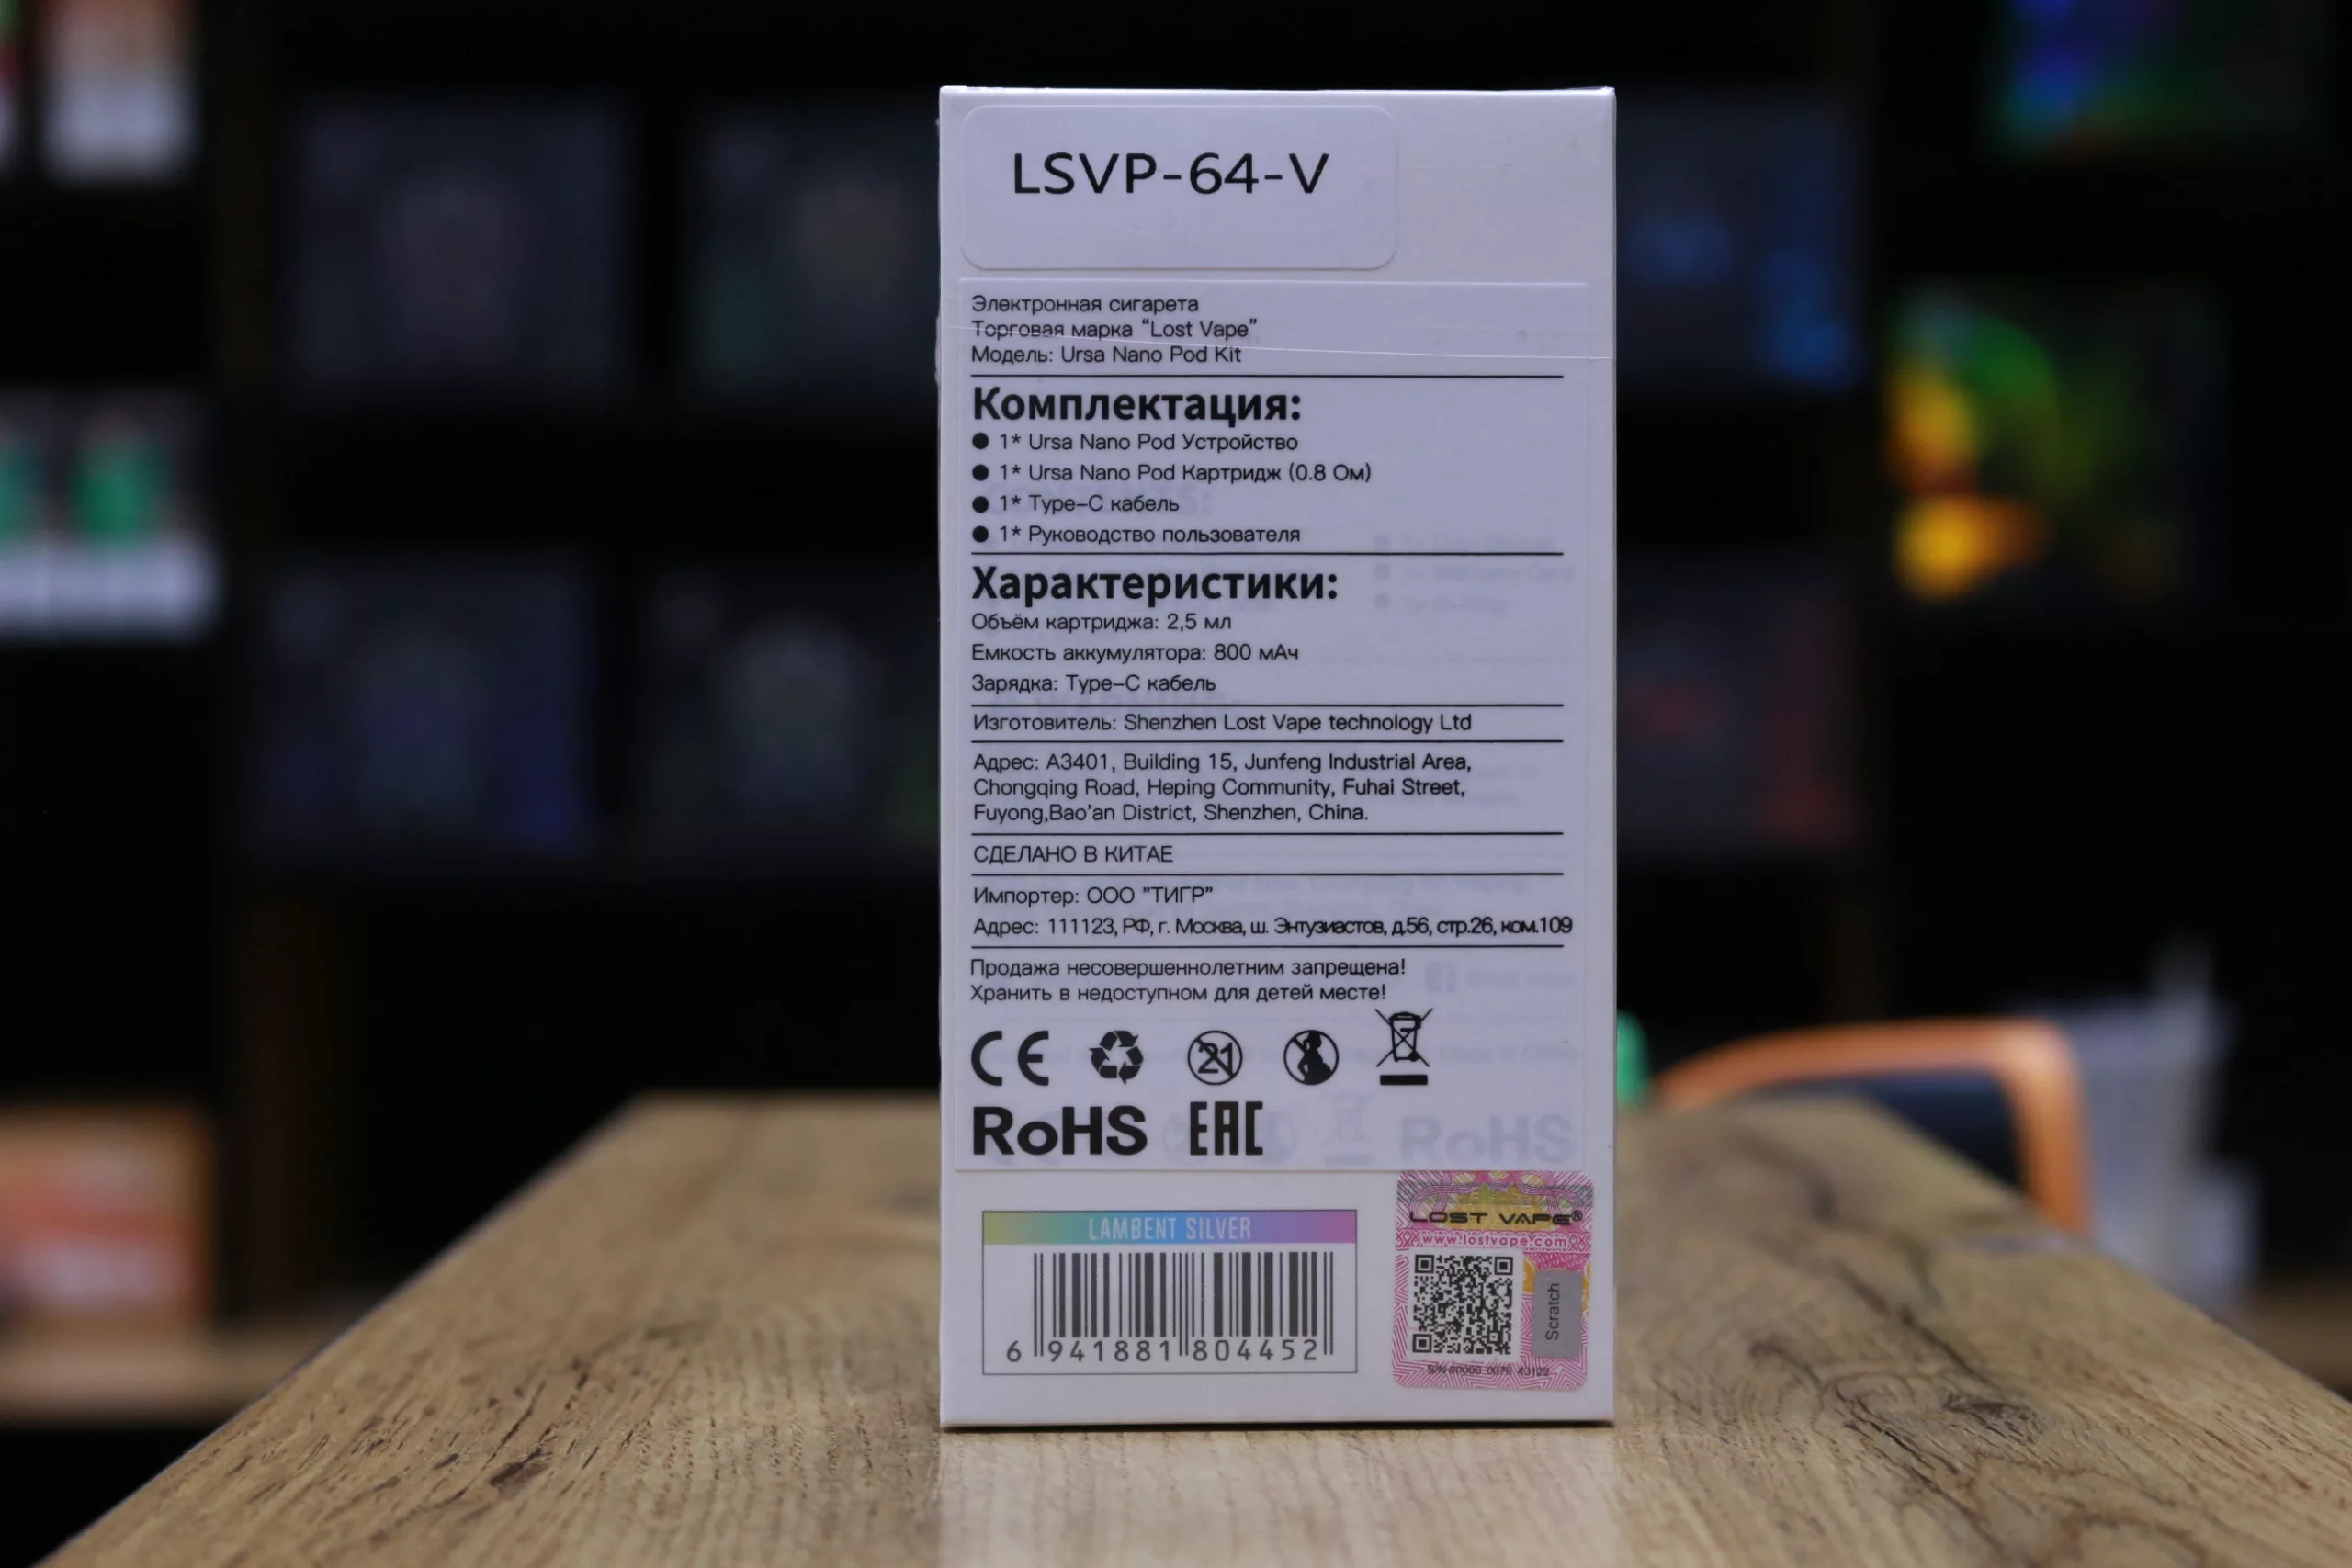 LSVP-64-V
Электронная сигарета
Торговая марка “Lost Vape”
Модель: Ursa Nano Pod Kit
Комплектация:
● 1* Ursa Nano Pod Устройство
● 1* Ursa Nano Pod Картридж (0.8 Ом)
● 1* Type-C кабель
● 1* Руководство пользователя
Характеристики:
Объём картриджа: 2,5 мл
Емкость аккумулятора: 800 мАч
Зарядка: Type-C кабель
Изготовитель: Shenzhen Lost Vape technology Ltd
Адрес: A3401, Building 15, Junfeng Industrial Area,
Chongqing Road, Heping Community, Fuhai Street,
Fuyong,Bao’an District, Shenzhen, China.
СДЕЛАНО В КИТАЕ
Импортер: ООО "ТИГР"
Адрес: 111123, РФ, г. Москва, ш. Энтузиастов, д.56, стр.26, ком.109
Продажа несовершеннолетним запрещена!
Хранить в недоступном для детей месте!
CE 21
RoHS EAC
LAMBENT SILVER
6 941881 804452
LOST VAPE®
www.lostvape.com
Scratch
S/N 00000 0076 43122